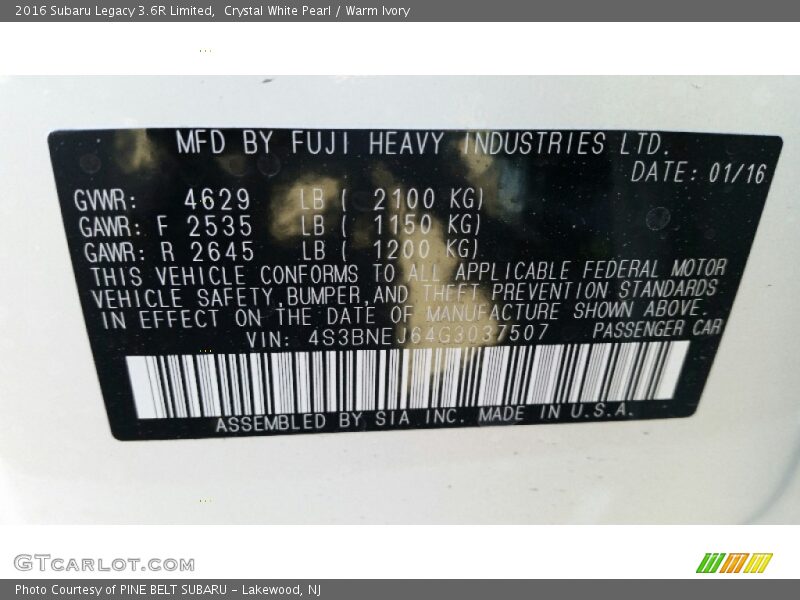 2016 Subaru Legacy 3.6R Limited,  Crystal White Pearl / Warm Ivory
MFD BY FUJI HEAVY INDUSTRIES LTD.
DATE: 01/16
GVWR: 4629 LB ( 2100 KG)
GAWR: F 2535 LB ( 1150 KG)
GAWR: R 2645 LB ( 1200 KG)
THIS VEHICLE CONFORMS TO ALL APPLICABLE FEDERAL MOTOR
VEHICLE SAFETY,BUMPER,AND THEFT PREVENTION STANDARDS
IN EFFECT ON THE DATE OF MANUFACTURE SHOWN ABOVE.
VIN: 4S3BNEJ64G3037507 PASSENGER CAR
ASSEMBLED BY SIA INC. MADE IN U.S.A.
GTCarLot.com
Photo Courtesy of PINE BELT SUBARU - Lakewood, NJ